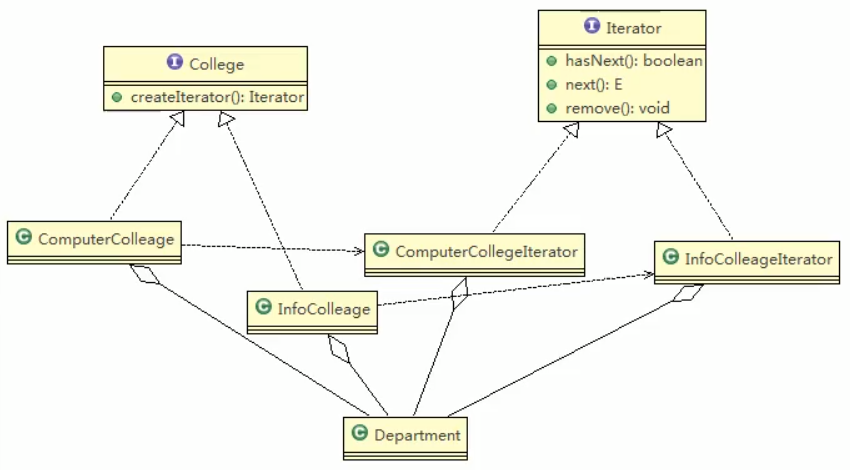 I College
createIterator(): Iterator
I Iterator
hasNext(): boolean
next(): E
remove(): void
C ComputerColleage
C InfoColleage
C ComputerCollegeIterator
C InfoColleageIterator
C Department